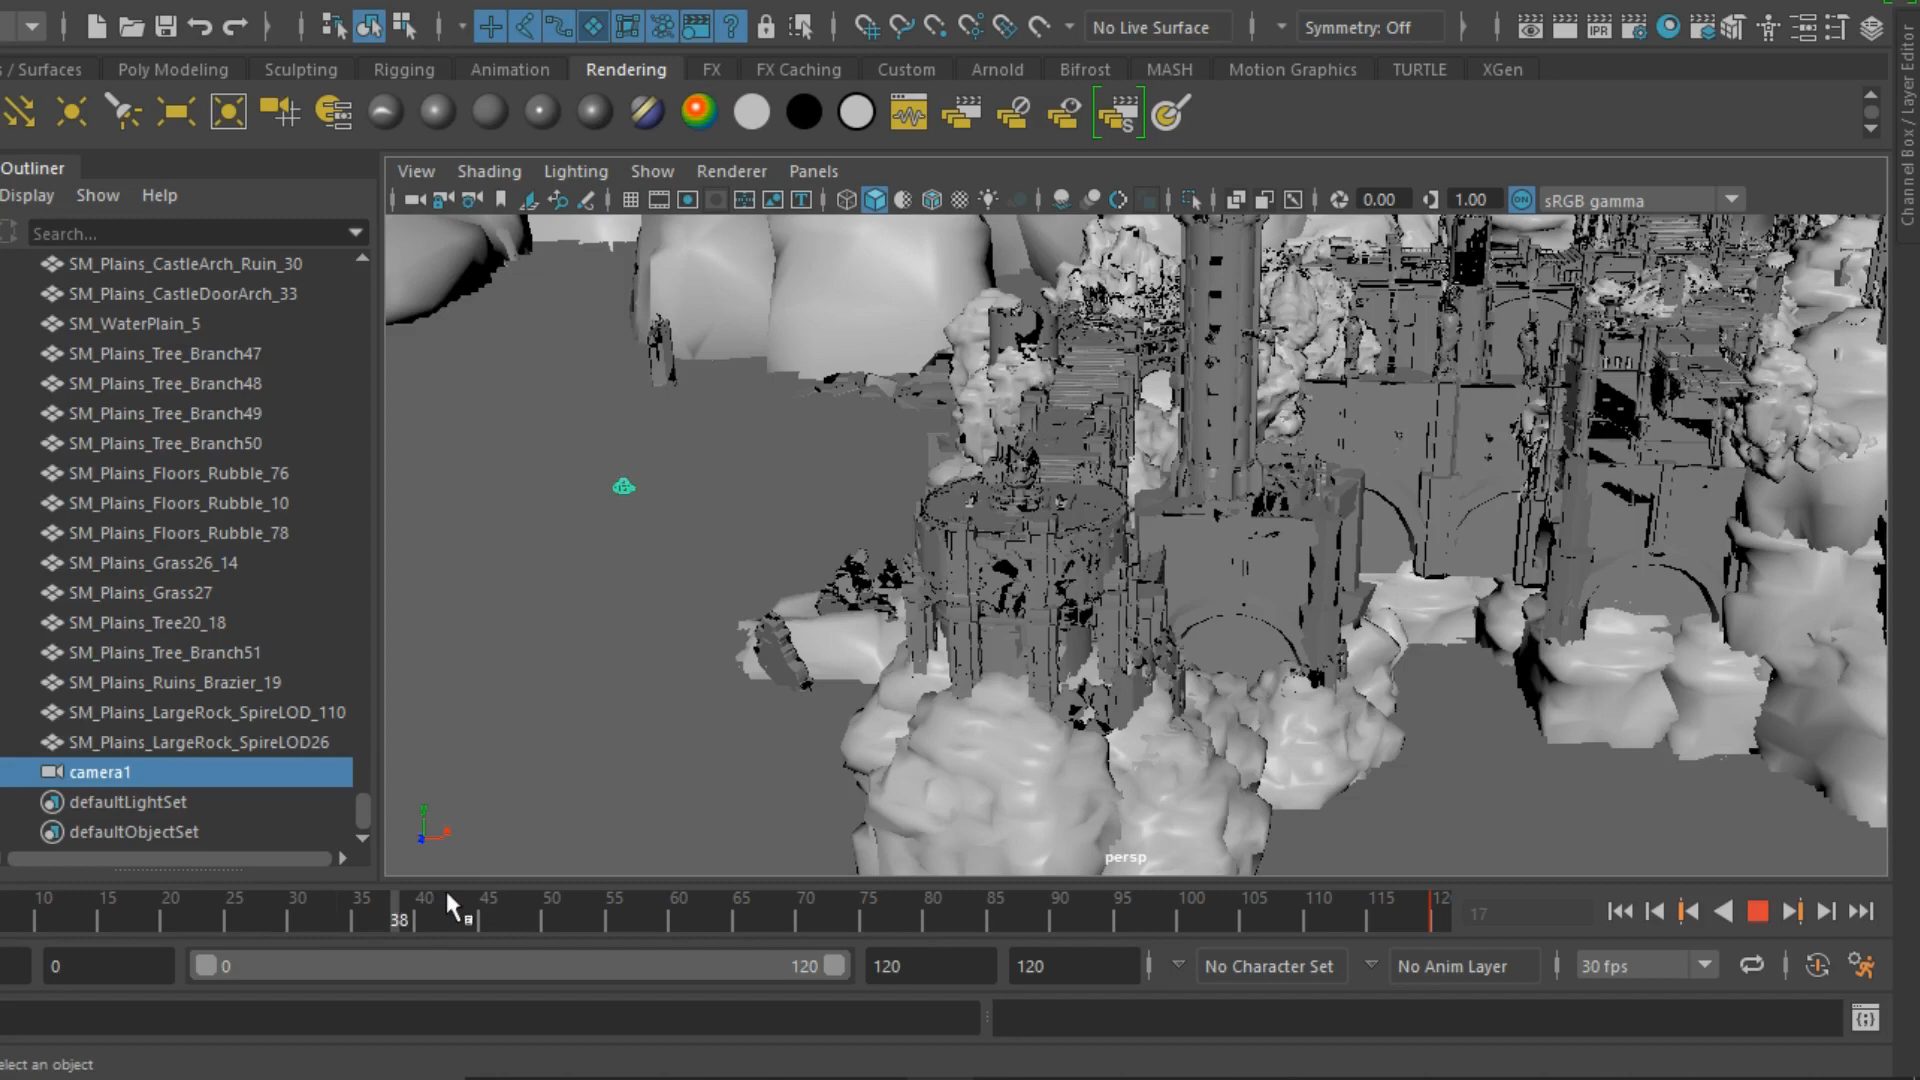 No Live Surface
Symmetry: Off
/ Surfaces
Poly Modeling
Sculpting
Rigging
Animation
Rendering
FX
FX Caching
Custom
Arnold
Bifrost
MASH
Motion Graphics
TURTLE
XGen
IPR
S
Channel Box / Layer Editor
Outliner
Display
Show
Help
Search...
View
Shading
Lighting
Show
Renderer
Panels
0.00
1.00
ON
sRGB gamma
SM_Plains_CastleArch_Ruin_30
SM_Plains_CastleDoorArch_33
SM_WaterPlain_5
SM_Plains_Tree_Branch47
SM_Plains_Tree_Branch48
SM_Plains_Tree_Branch49
SM_Plains_Tree_Branch50
SM_Plains_Floors_Rubble_76
SM_Plains_Floors_Rubble_10
SM_Plains_Floors_Rubble_78
SM_Plains_Grass26_14
SM_Plains_Grass27
SM_Plains_Tree20_18
SM_Plains_Tree_Branch51
SM_Plains_Ruins_Brazier_19
SM_Plains_LargeRock_SpireLOD_110
SM_Plains_LargeRock_SpireLOD26
camera1
defaultLightSet
defaultObjectSet
persp
10 15 20 25 30 35 40 45 50 55 60 65 70 75 80 85 90 95 100 105 110 115 12
38
17
0
0
120
120
120
No Character Set
No Anim Layer
30 fps
elect an object